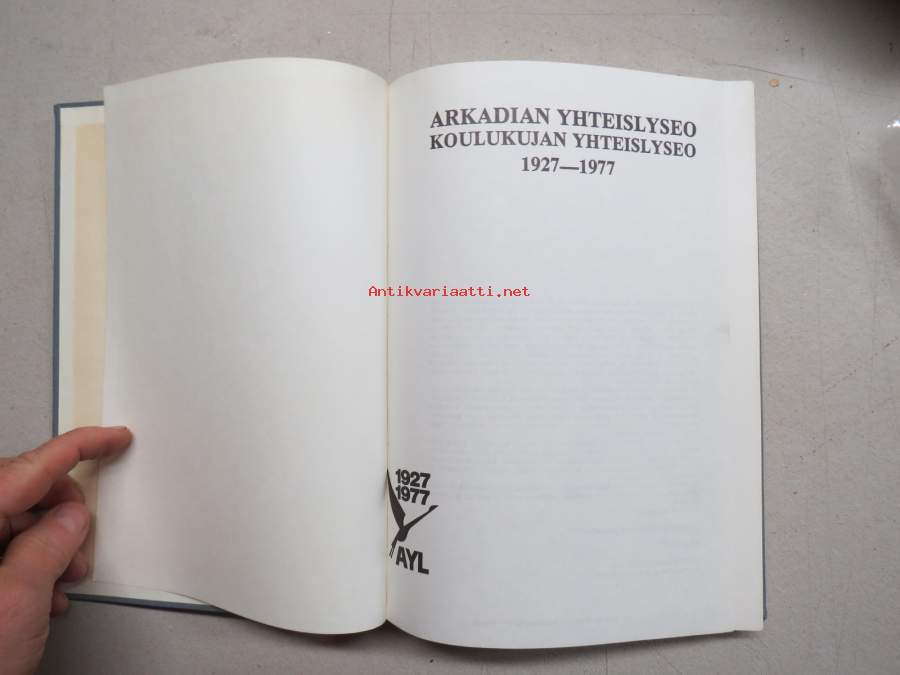 ARKADIAN YHTEISLYSEO
KOULUKUJAN YHTEISLYSEO
1927—1977
Antikvariaatti.net
1927
1977
AYL